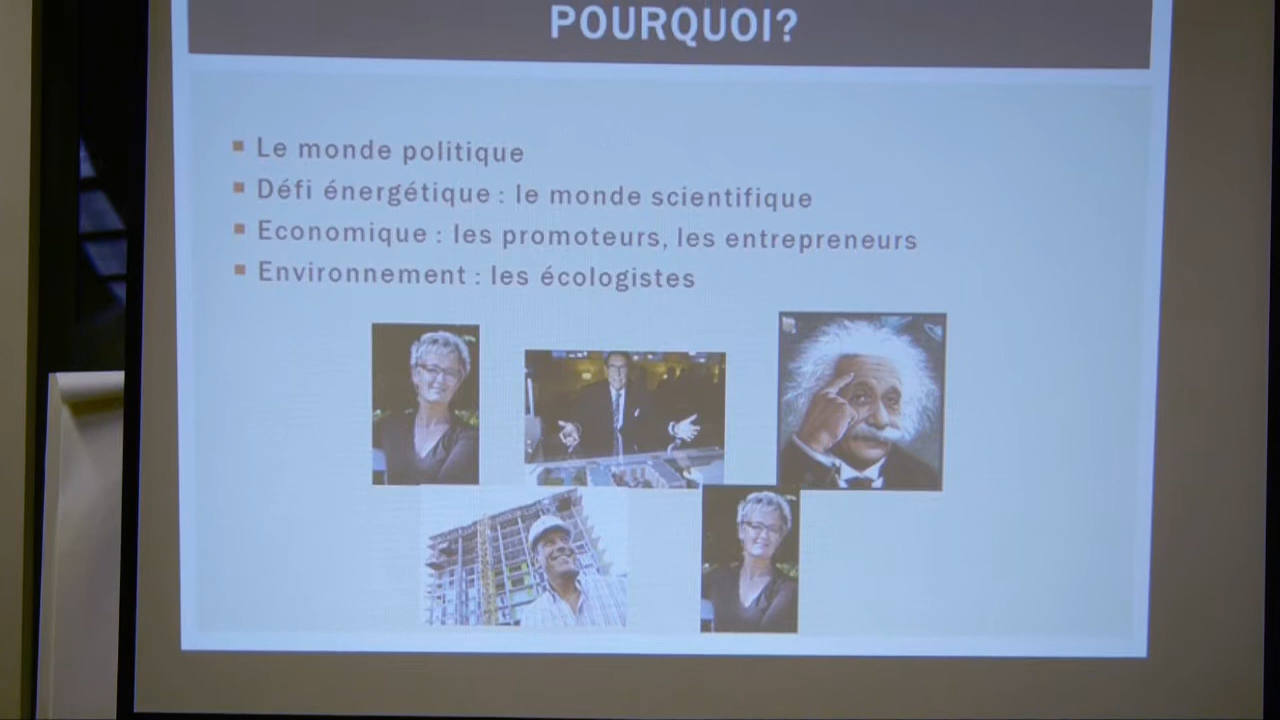 POURQUOI?
Le monde politique
Défi énergétique : le monde scientifique
Economique : les promoteurs, les entrepreneurs
Environnement : les écologistes